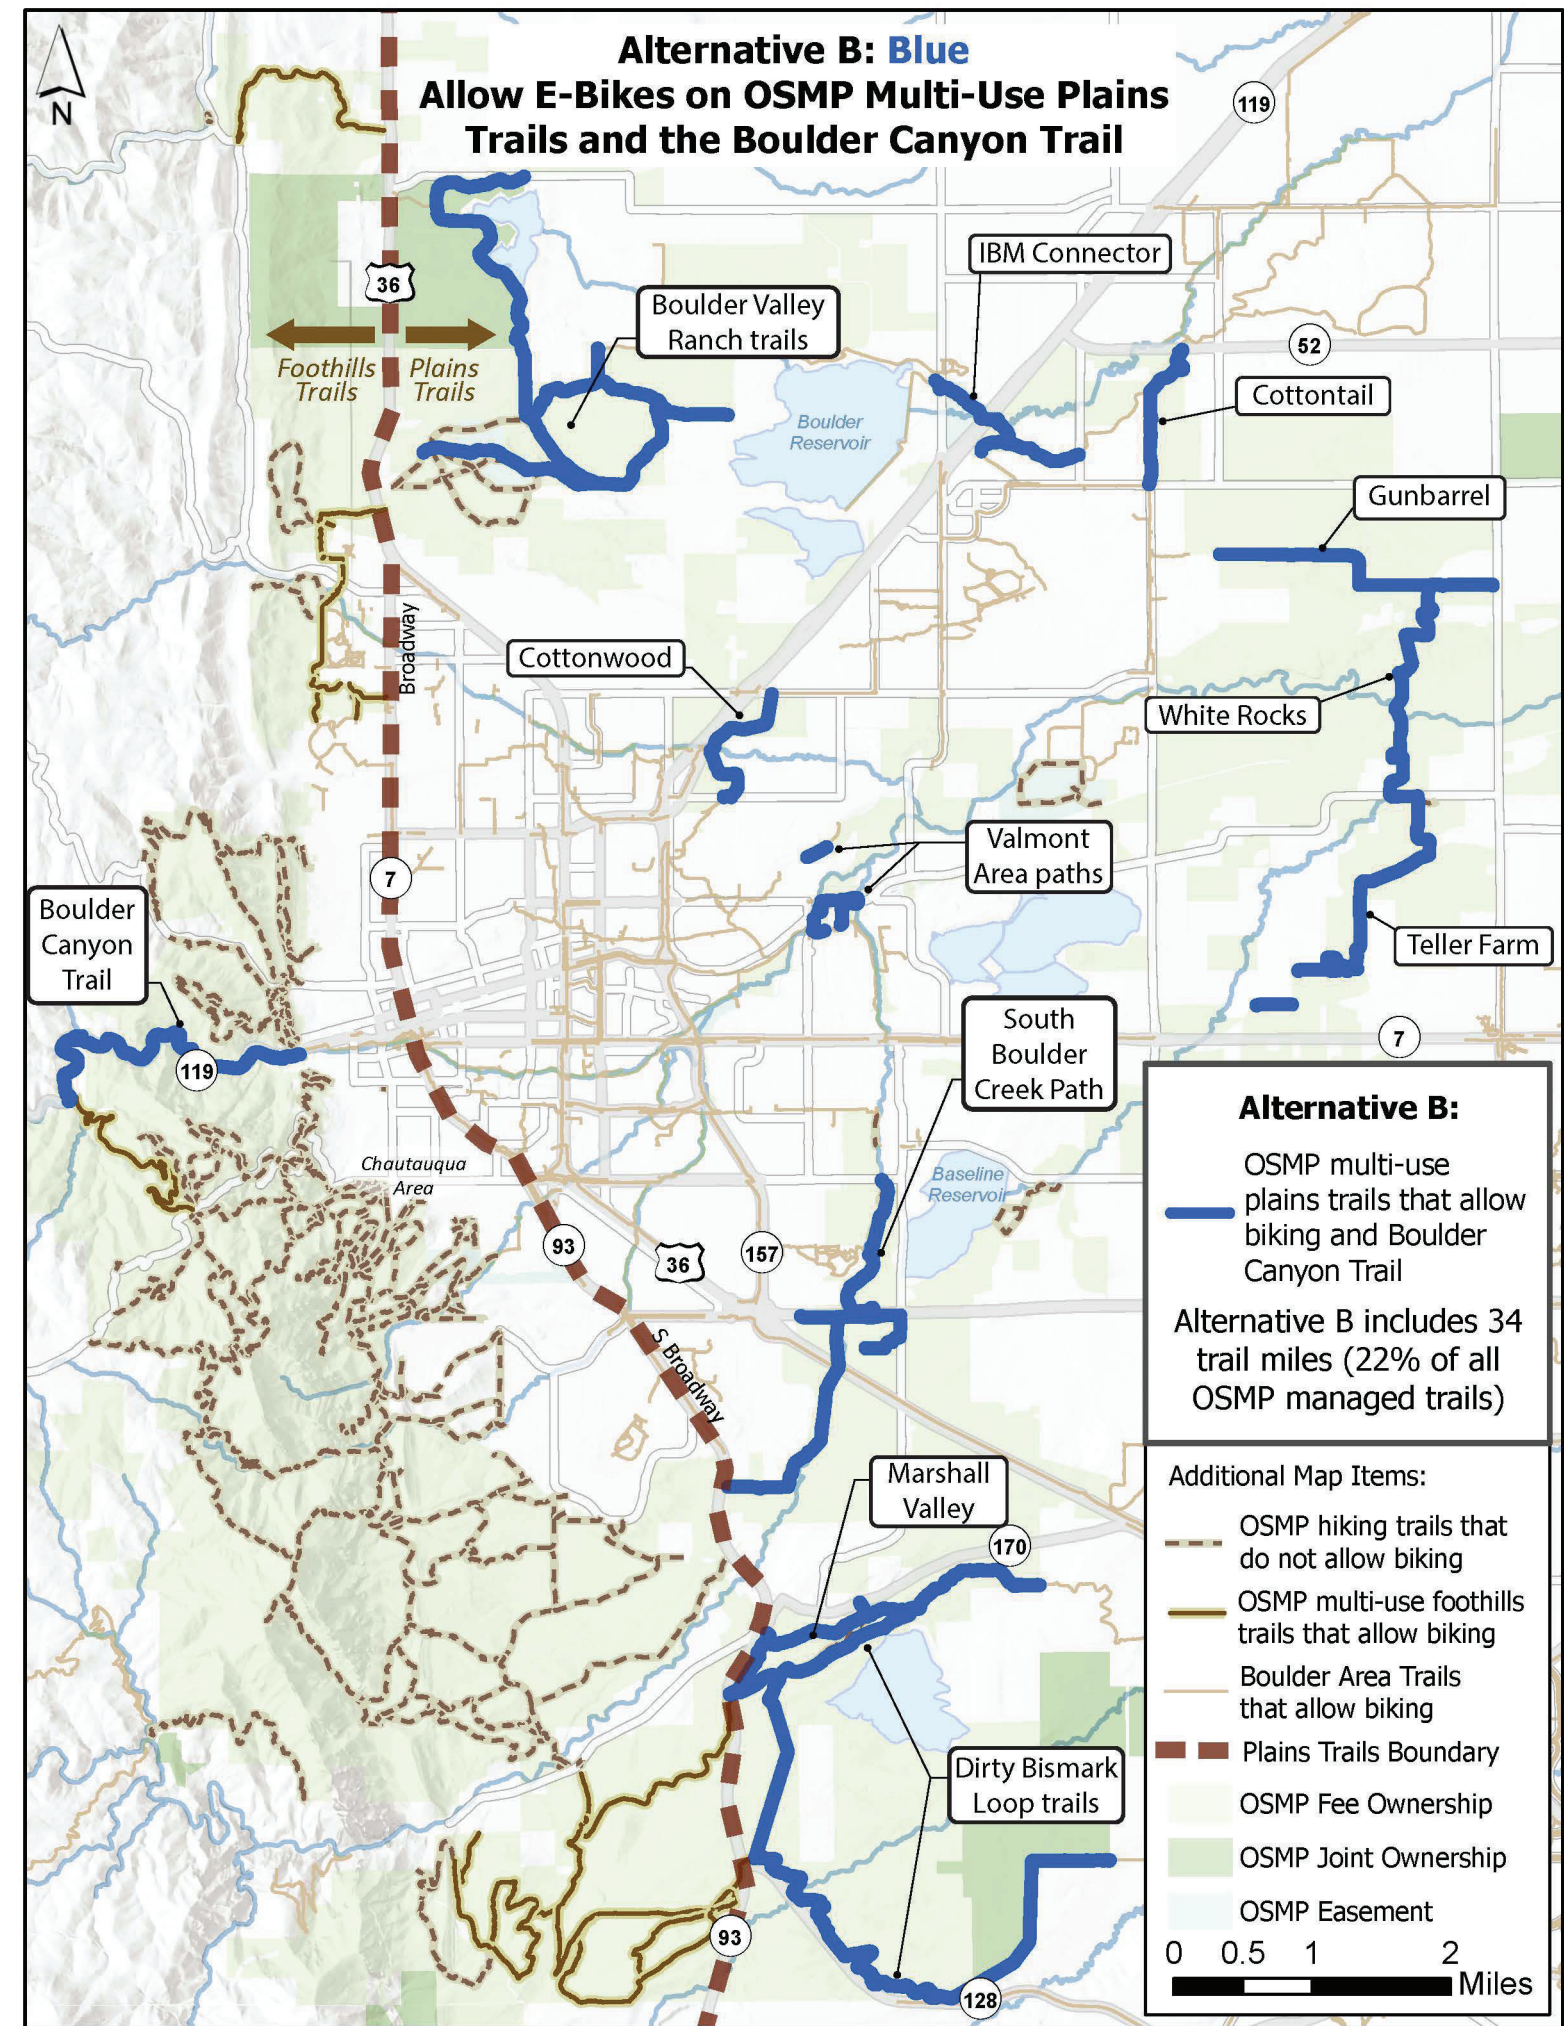 Alternative B: Blue
Allow E-Bikes on OSMP Multi-Use Plains
Trails and the Boulder Canyon Trail
N
119
IBM Connector
36
Boulder Valley
Ranch trails
52
Foothills
Trails
Plains
Trails
Cottontail
Boulder
Reservoir
Gunbarrel
Broadway
Cottonwood
White Rocks
Valmont
Area paths
7
Boulder
Canyon
Trail
Teller Farm
South
Boulder
Creek Path
7
119
Chautauqua
Area
Baseline
Reservoir
93
36
157
S Broadway
Marshall
Valley
170
Dirty Bismark
Loop trails
93
128
Alternative B:
OSMP multi-use
plains trails that allow
biking and Boulder
Canyon Trail
Alternative B includes 34
trail miles (22% of all
OSMP managed trails)
Additional Map Items:
OSMP hiking trails that
do not allow biking
OSMP multi-use foothills
trails that allow biking
Boulder Area Trails
that allow biking
Plains Trails Boundary
OSMP Fee Ownership
OSMP Joint Ownership
OSMP Easement
0 0.5 1 2
Miles